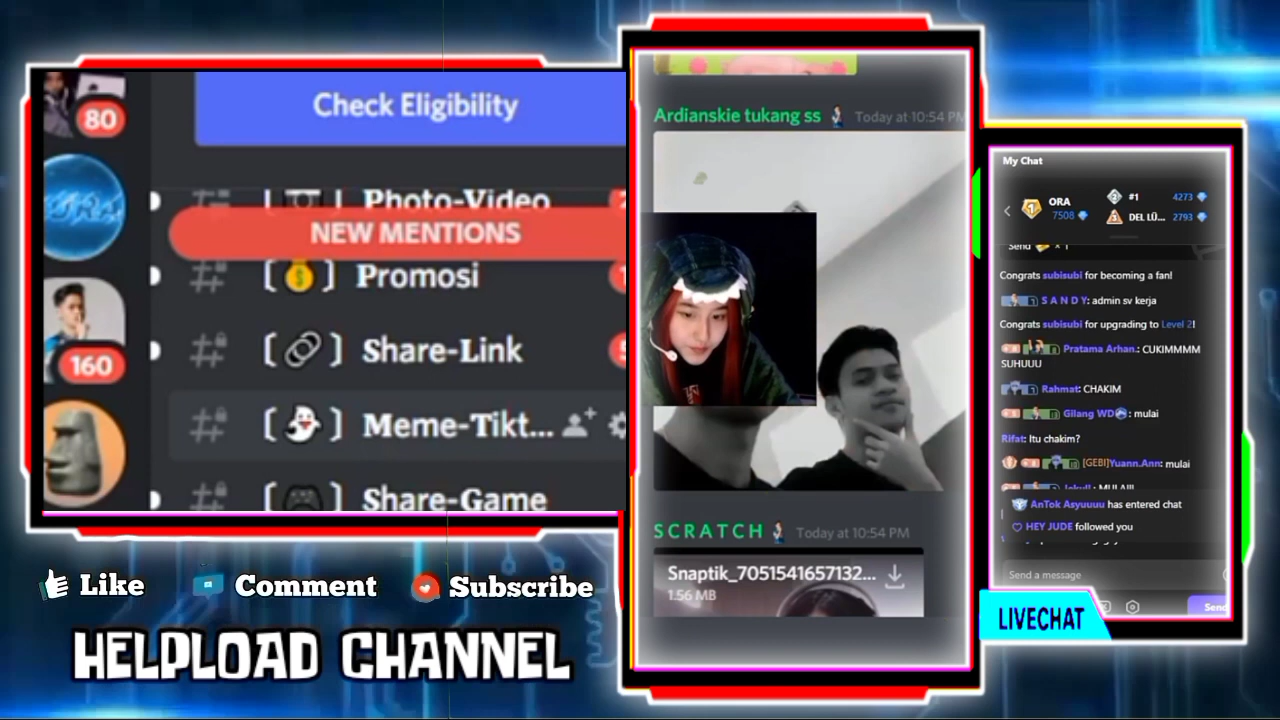 80
Check Eligibility
Photo-Video
NEW MENTIONS
Promosi
160
Share-Link
Meme-Tikt...
Share-Game
Like
Comment
Subscribe
HELPLOAD CHANNEL
Ardianskie tukang ss Today at 10:54 PM
S C R A T C H Today at 10:54 PM
Snaptik_7051541657132...
1.56 MB
My Chat
ORA
7508
#1 4273
DEL LÜ... 2793
Send x 1
Congrats subisubi for becoming a fan!
S A N D Y: admin sv kerja
Congrats subisubi for upgrading to Level 2!
Pratama Arhan.: CUKIMMMM
SUHUUU
Rahmat: CHAKIM
Gilang WD: mulai
Rifat: Itu chakim?
[GEBI]Yuann.Ann: mulai
AnTok Asyuuuu has entered chat
HEY JUDE followed you
Send a message
Send
LIVECHAT